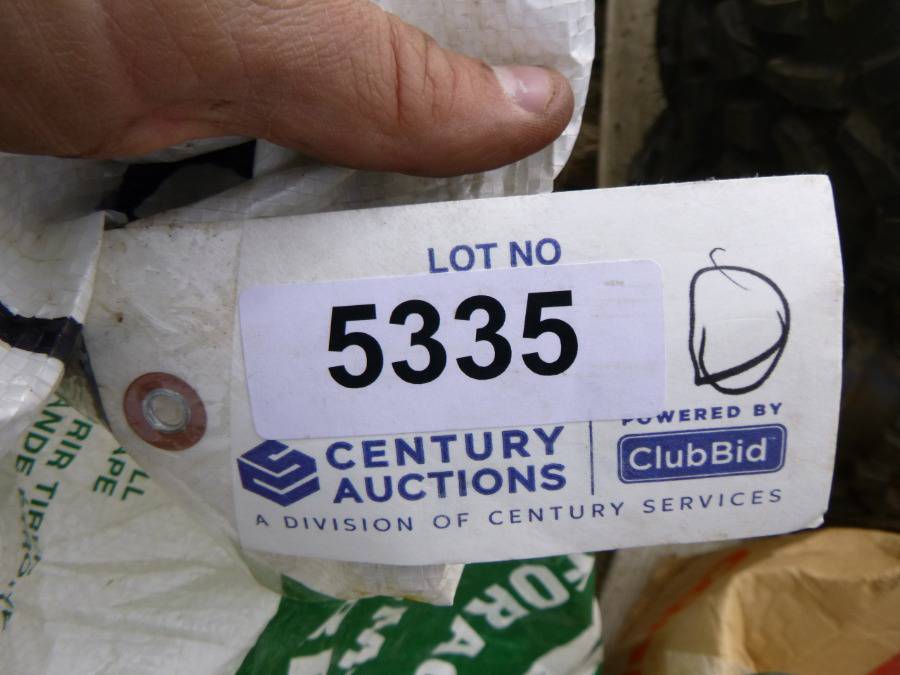 LOT NO
5335
CENTURY
AUCTIONS
POWERED BY
ClubBid
A DIVISION OF CENTURY SERVICES